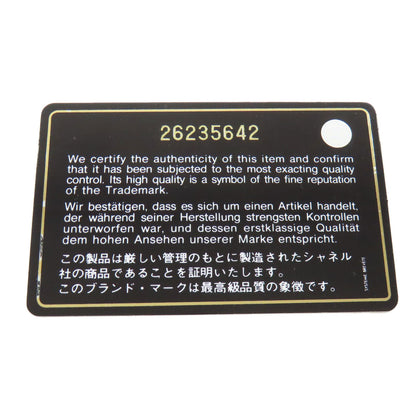 26235642
We certify the authenticity of this item and confirm
that it has been subjected to the most exacting quality
control. Its high quality is a symbol of the fine reputation
of the Trademark.
Wir bestätigen, dass es sich um einen Artikel handelt,
der während seiner Herstellung strengsten Kontrollen
unterworfen war, und dessen erstklassige Qualität
dem hohen Ansehen unserer Marke entspricht.
この製品は厳しい管理のもとに製造されたシャネル
社の商品であることを証明いたします。
このブランド・マークは最高級品質の象徴です。